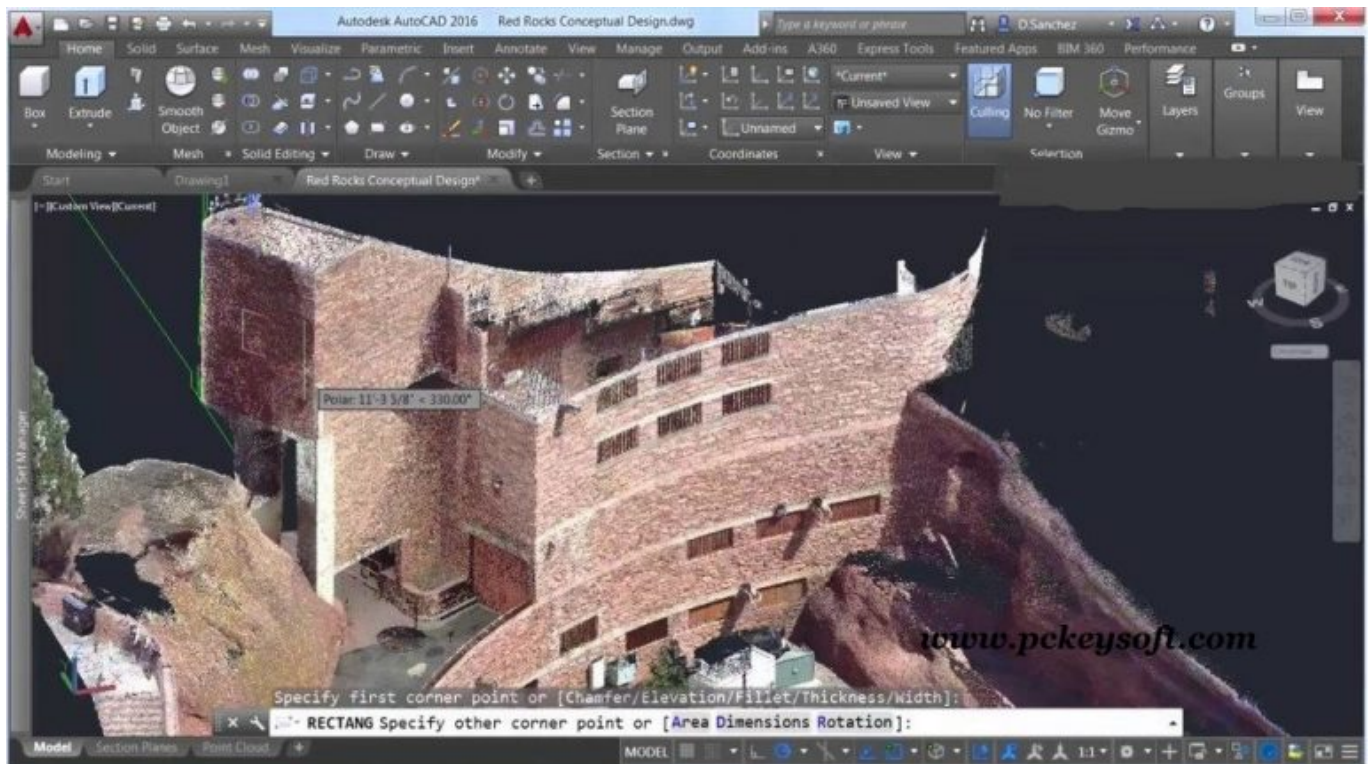 Autodesk AutoCAD 2016 Red Rocks Conceptual Design.dwg Type a keyword or phrase D.Sanchez
Home Solid Surface Mesh Visualize Parametric Insert Annotate View Manage Output Add-ins A360 Express Tools Featured Apps BIM 360 Performance
Box Extrude Smooth Object Section Plane *Current* Unsaved View Unnamed Culling No Filter Move Gizmo Layers Groups View
Modeling Mesh Solid Editing Draw Modify Section Coordinates View Selection
Start Drawing1 Red Rocks Conceptual Design*
[-][Custom View][Current]
TOP
W
S
Polar: 11'-3 5/8" < 330.00°
Sheet Set Manager
www.pckeysoft.com
Specify first corner point or [Chamfer/Elevation/Fillet/Thickness/Width]:
RECTANG Specify other corner point or [Area Dimensions Rotation]:
Model Section Planes Point Cloud MODEL 1:1